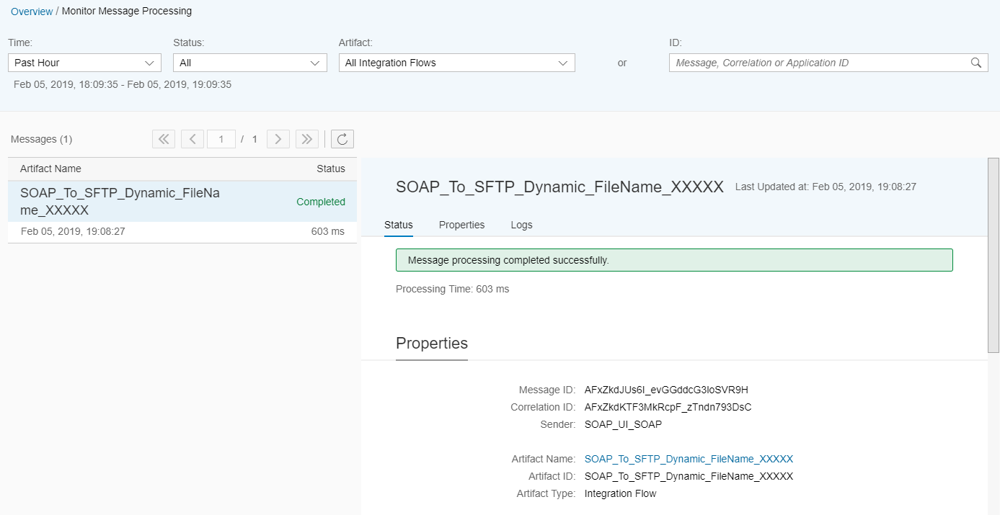 Overview / Monitor Message Processing
Time:
Status:
Artifact:
ID:
Past Hour
All
All Integration Flows
or
Message, Correlation or Application ID
Feb 05, 2019, 18:09:35 - Feb 05, 2019, 19:09:35
Messages (1)
1 / 1
Artifact Name
Status
SOAP_To_SFTP_Dynamic_FileNa
me_XXXXX
Completed
Feb 05, 2019, 19:08:27
603 ms
SOAP_To_SFTP_Dynamic_FileName_XXXXX
Last Updated at: Feb 05, 2019, 19:08:27
Status
Properties
Logs
Message processing completed successfully.
Processing Time: 603 ms
Properties
Message ID: AFxZkdJUs6I_evGGddcG3IoSVR9H
Correlation ID: AFxZkdKTF3MkRcpF_zTndn793DsC
Sender: SOAP_UI_SOAP
Artifact Name: SOAP_To_SFTP_Dynamic_FileName_XXXXX
Artifact ID: SOAP_To_SFTP_Dynamic_FileName_XXXXX
Artifact Type: Integration Flow